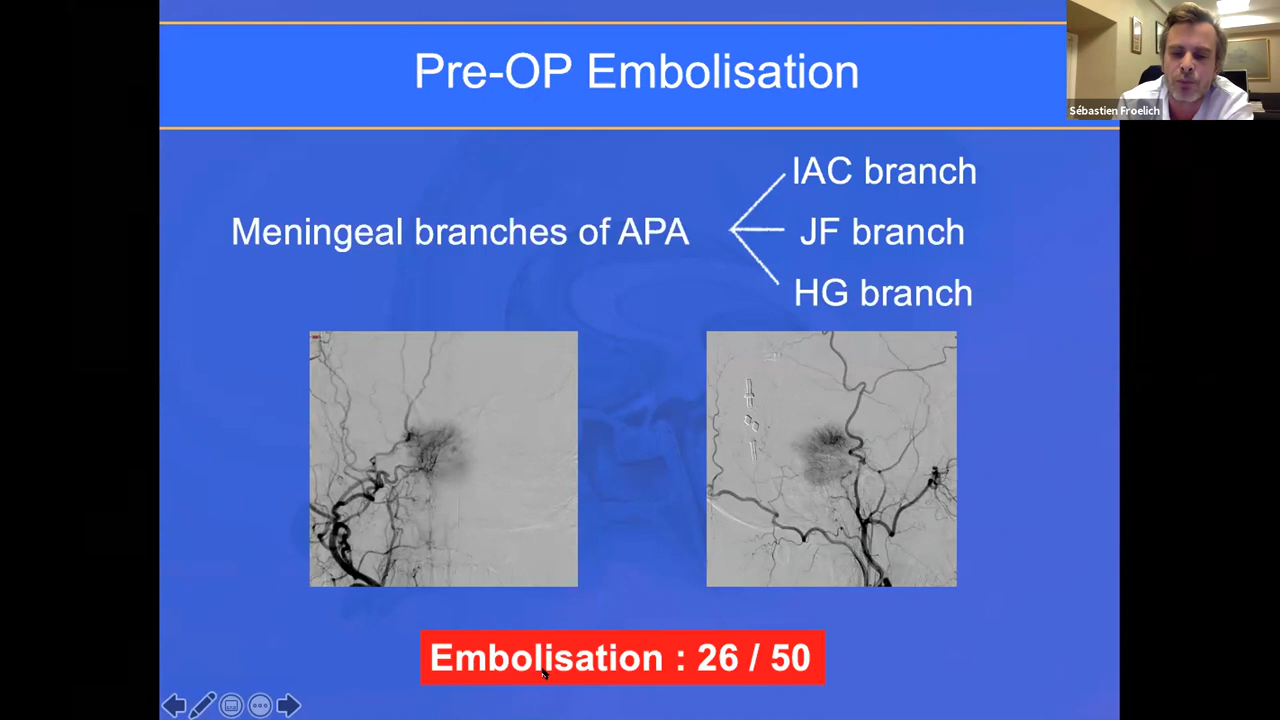 Pre-OP Embolisation
Sébastien Froelich
IAC branch
Meningeal branches of APA
JF branch
HG branch
Embolisation : 26 / 50